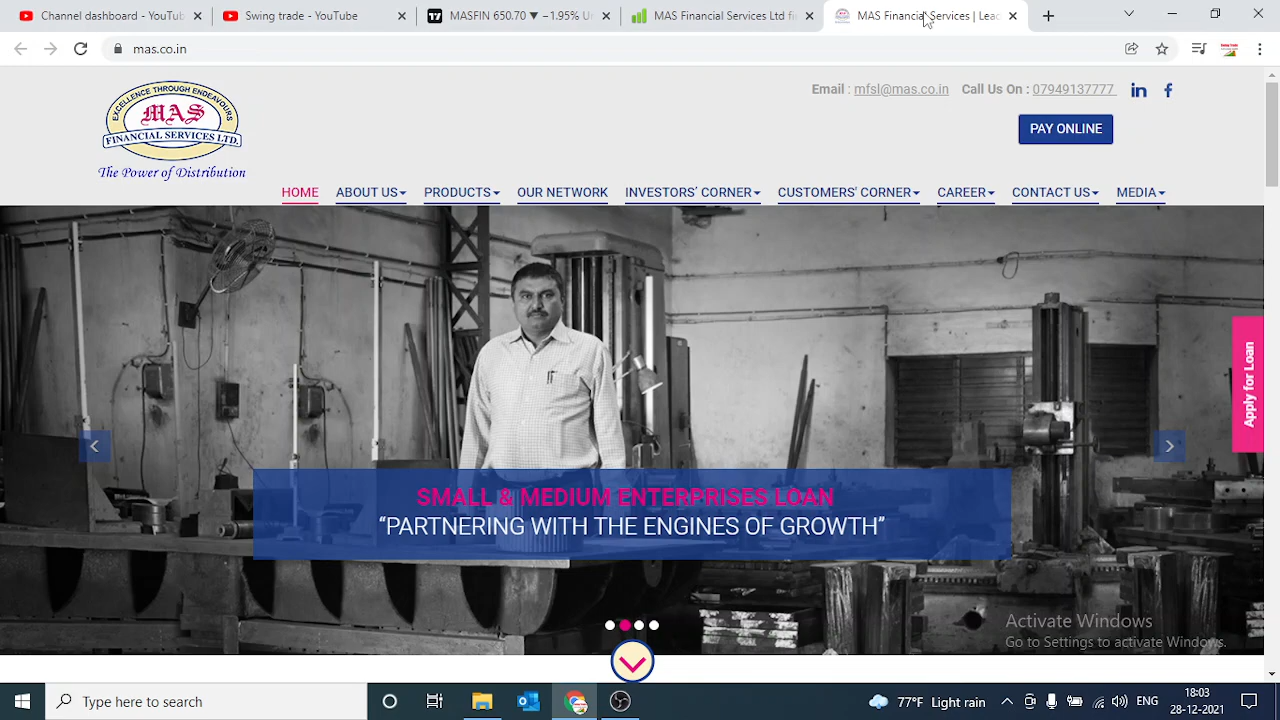 Channel dashboard - YouTube
Swing trade - YouTube
MASFIN 650.70 ▼ −1.95%
MAS Financial Services Ltd fi
MAS Financial Services | Lea
mas.co.in
EXCELLENCE THROUGH ENDEAVOURS
MAS
FINANCIAL SERVICES LTD.
The Power of Distribution
Email : mfsl@mas.co.in Call Us On : 07949137777
PAY ONLINE
HOME ABOUT US PRODUCTS OUR NETWORK INVESTORS’ CORNER CUSTOMERS' CORNER CAREER CONTACT US MEDIA
Apply for Loan
SMALL & MEDIUM ENTERPRISES LOAN
“PARTNERING WITH THE ENGINES OF GROWTH”
Activate Windows
Go to Settings to activate Windows.
Type here to search
77°F Light rain
ENG
18:03
28-12-2021